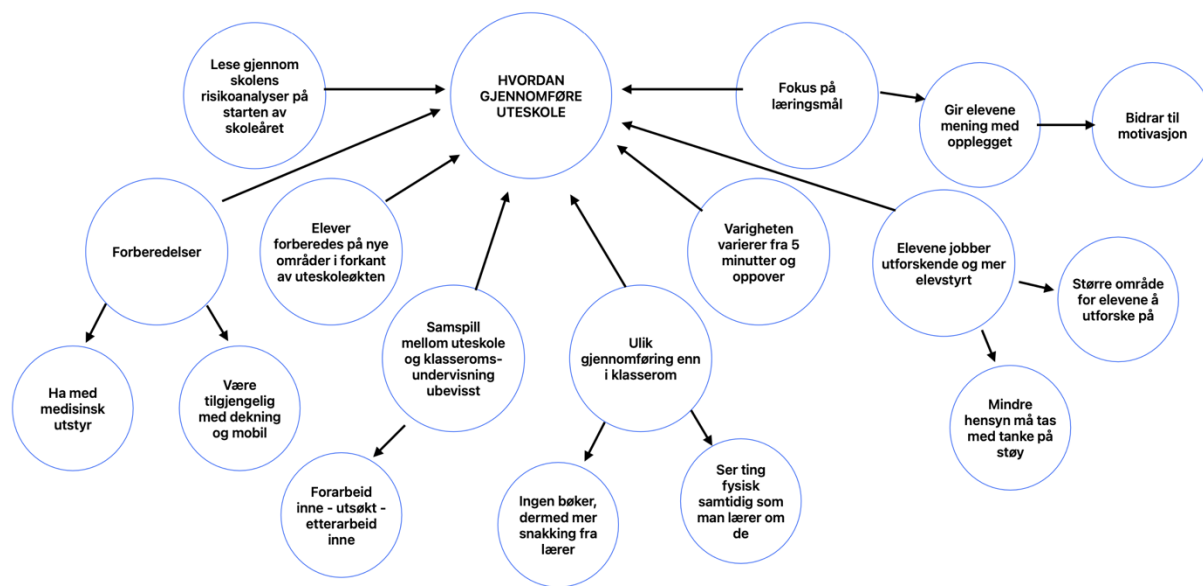 Lese gjennom
skolens
risikoanalyser på
starten av
skoleåret
HVORDAN
GJENNOMFØRE
UTESKOLE
Fokus på
læringsmål
Gir elevene
mening med
opplegget
Bidrar til
motivasjon
Forberedelser
Elever
forberedes på nye
områder i forkant
av uteskoleøkten
Varigheten
varierer fra 5
minutter og
oppover
Elevene jobber
utforskende og mer
elevstyrt
Større område
for elevene å
utforske på
Samspill
mellom uteskole
og klasseroms-
undervisning
ubevisst
Ulik
gjennomføring enn
i klasserom
Ha med
medisinsk
utstyr
Være
tilgjengelig
med dekning
og mobil
Mindre
hensyn må tas
med tanke på
støy
Forarbeid
inne - utsøkt -
etterarbeid
inne
Ingen bøker,
dermed mer
snakking fra
lærer
Ser ting
fysisk
samtidig som
man lærer om
de